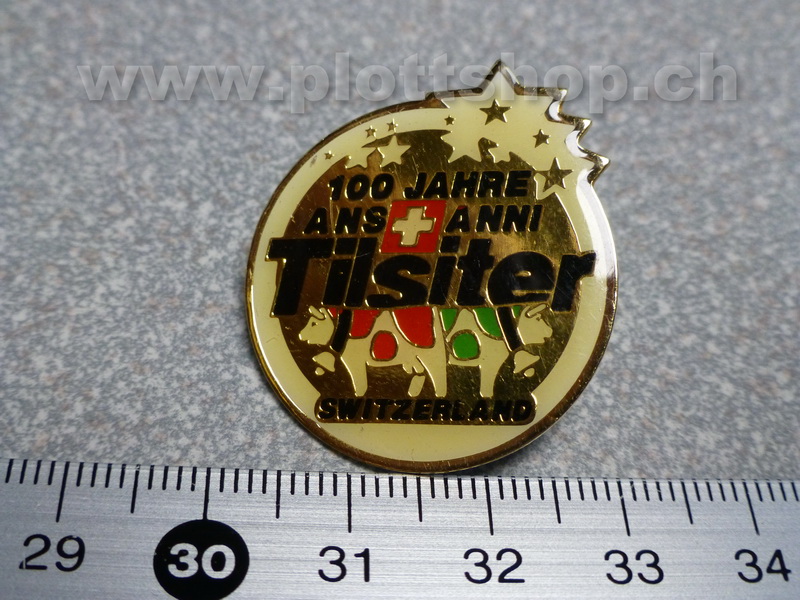 www.plottshop.ch
100 JAHRE
ANS ANNI
Tilsiter
SWITZERLAND
29 30 31 32 33 34